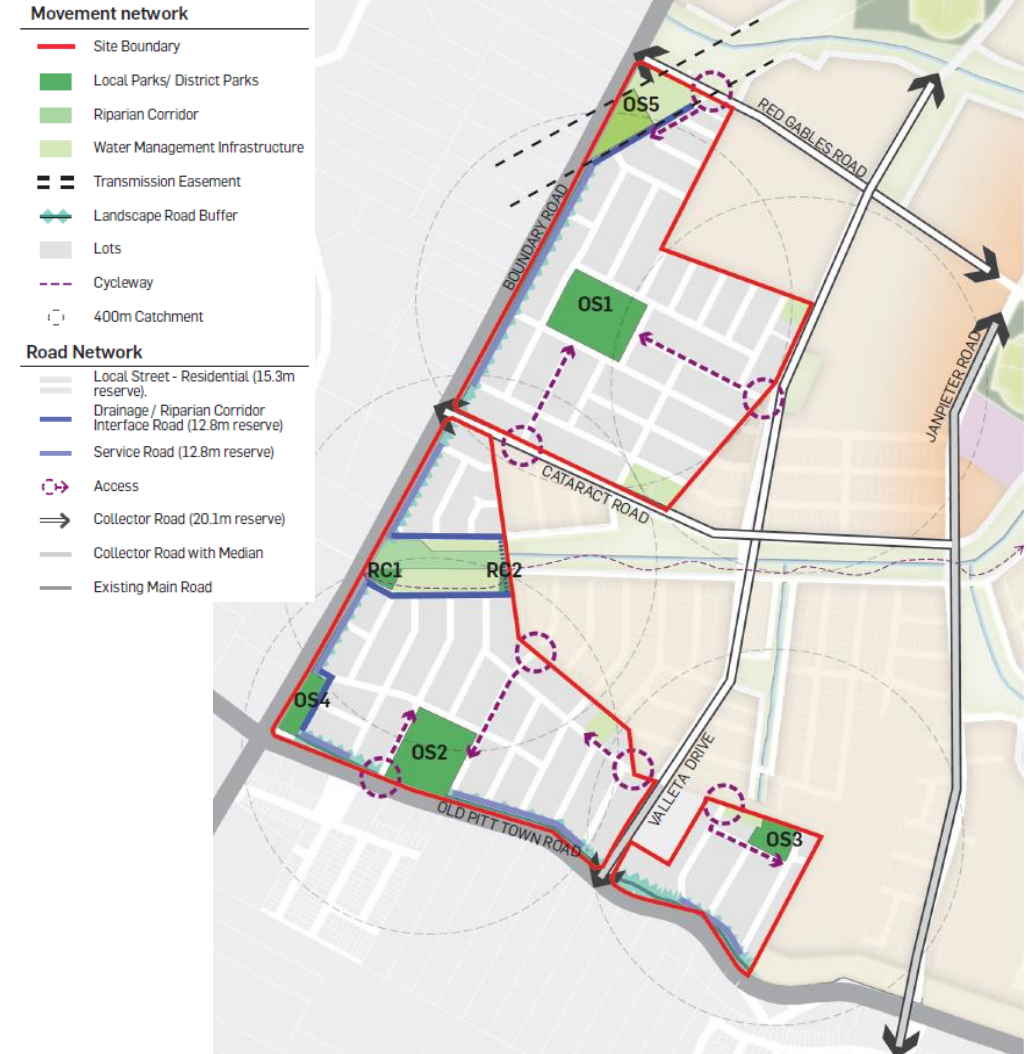 Movement network
Site Boundary
Local Parks/ District Parks
Riparian Corridor
Water Management Infrastructure
Transmission Easement
Landscape Road Buffer
Lots
Cycleway
400m Catchment
Road Network
Local Street - Residential (15.3m
reserve).
Drainage / Riparian Corridor
Interface Road (12.8m reserve)
Service Road (12.8m reserve)
Access
Collector Road (20.1m reserve)
Collector Road with Median
Existing Main Road
OS5
RED GABLES ROAD
BOUNDARY ROAD
OS1
JANPIETER ROAD
CATARACT ROAD
RC1
RC2
OS4
OS2
VALLETA DRIVE
OLD PITT TOWN ROAD
OS3